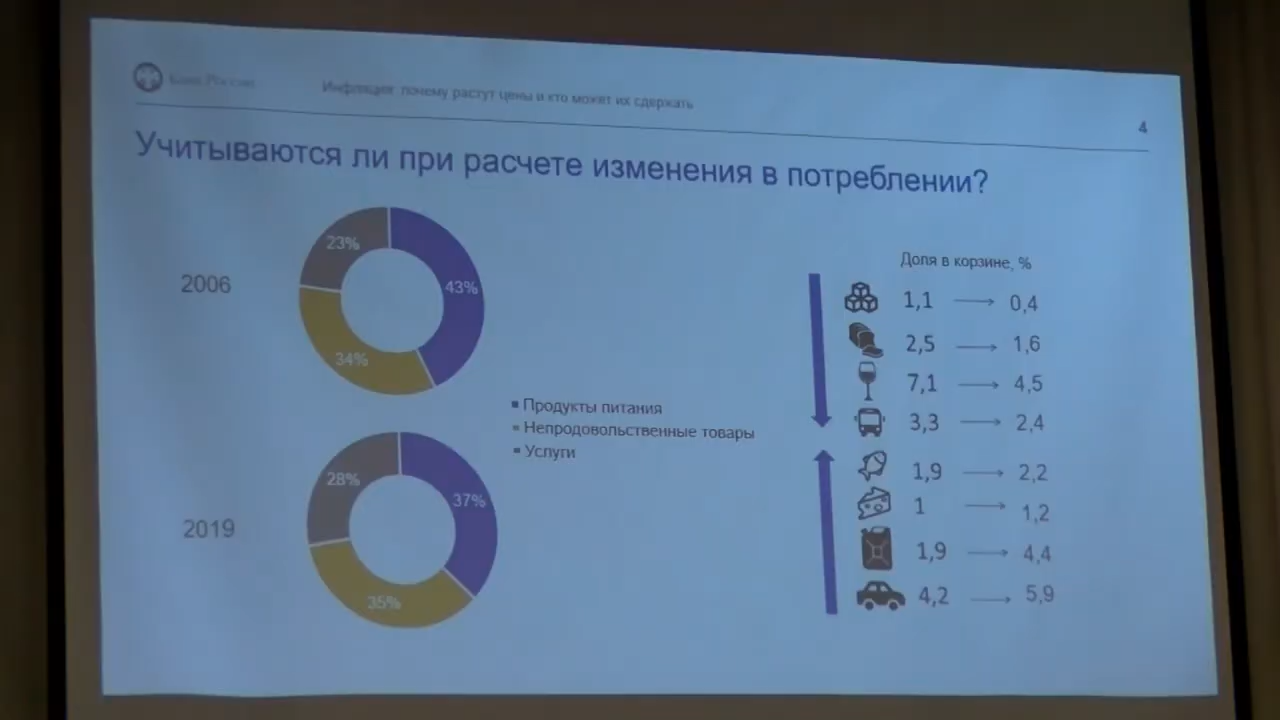 Банк России
Инфляция: почему растут цены и кто может их сдержать
4
Учитываются ли при расчете изменения в потреблении?
2006
23%
43%
34%
Продукты питания
Непродовольственные товары
Услуги
2019
28%
37%
35%
Доля в корзине, %
1,1 → 0,4
2,5 → 1,6
7,1 → 4,5
3,3 → 2,4
1,9 → 2,2
1 → 1,2
1,9 → 4,4
4,2 → 5,9